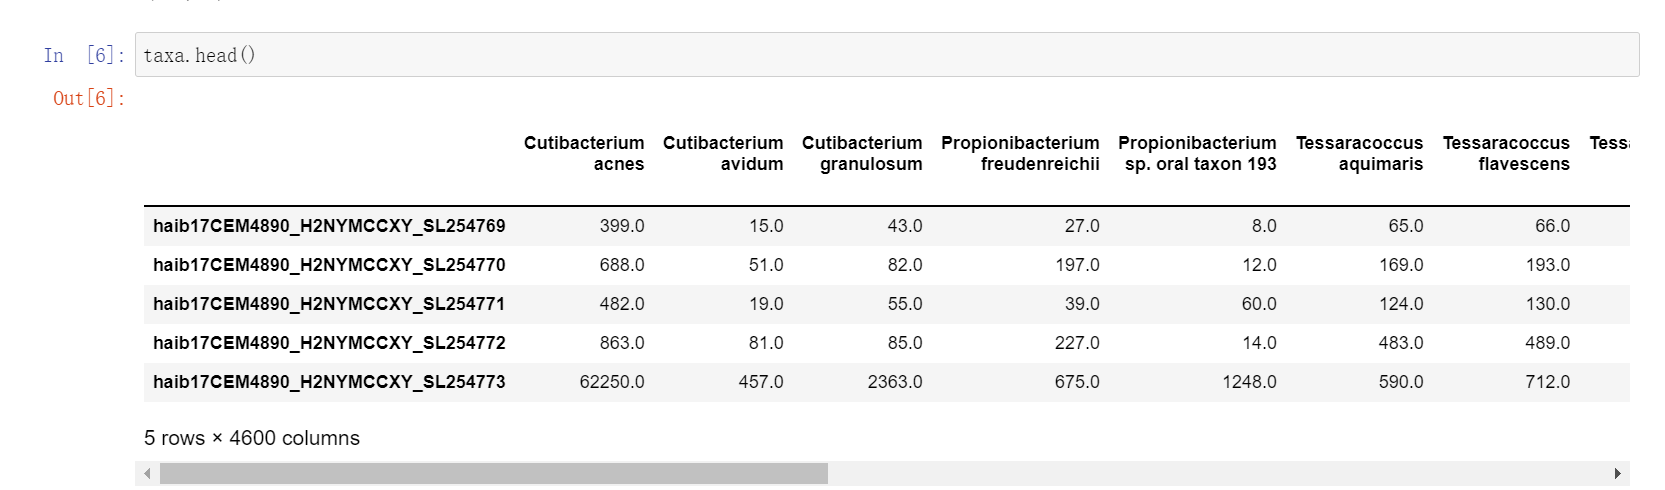 In [6]: taxa.head()
Out[6]:
Cutibacterium acnes Cutibacterium avidum Cutibacterium granulosum Propionibacterium freudenreichii Propionibacterium sp. oral taxon 193 Tessaracoccus aquimaris Tessaracoccus flavescens Tess
haib17CEM4890_H2NYMCCXY_SL254769 399.0 15.0 43.0 27.0 8.0 65.0 66.0
haib17CEM4890_H2NYMCCXY_SL254770 688.0 51.0 82.0 197.0 12.0 169.0 193.0
haib17CEM4890_H2NYMCCXY_SL254771 482.0 19.0 55.0 39.0 60.0 124.0 130.0
haib17CEM4890_H2NYMCCXY_SL254772 863.0 81.0 85.0 227.0 14.0 483.0 489.0
haib17CEM4890_H2NYMCCXY_SL254773 62250.0 457.0 2363.0 675.0 1248.0 590.0 712.0
5 rows × 4600 columns